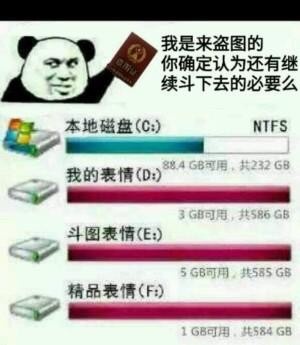 我是来盗图的
你确定认为还有继
续斗下去的必要么
本地磁盘(C:) NTFS
88.4 GB可用，共232 GB
我的表情(D:)
3 GB可用，共586 GB
斗图表情(E:)
5 GB可用，共585 GB
精品表情(F:)
1 GB可用，共584 GB